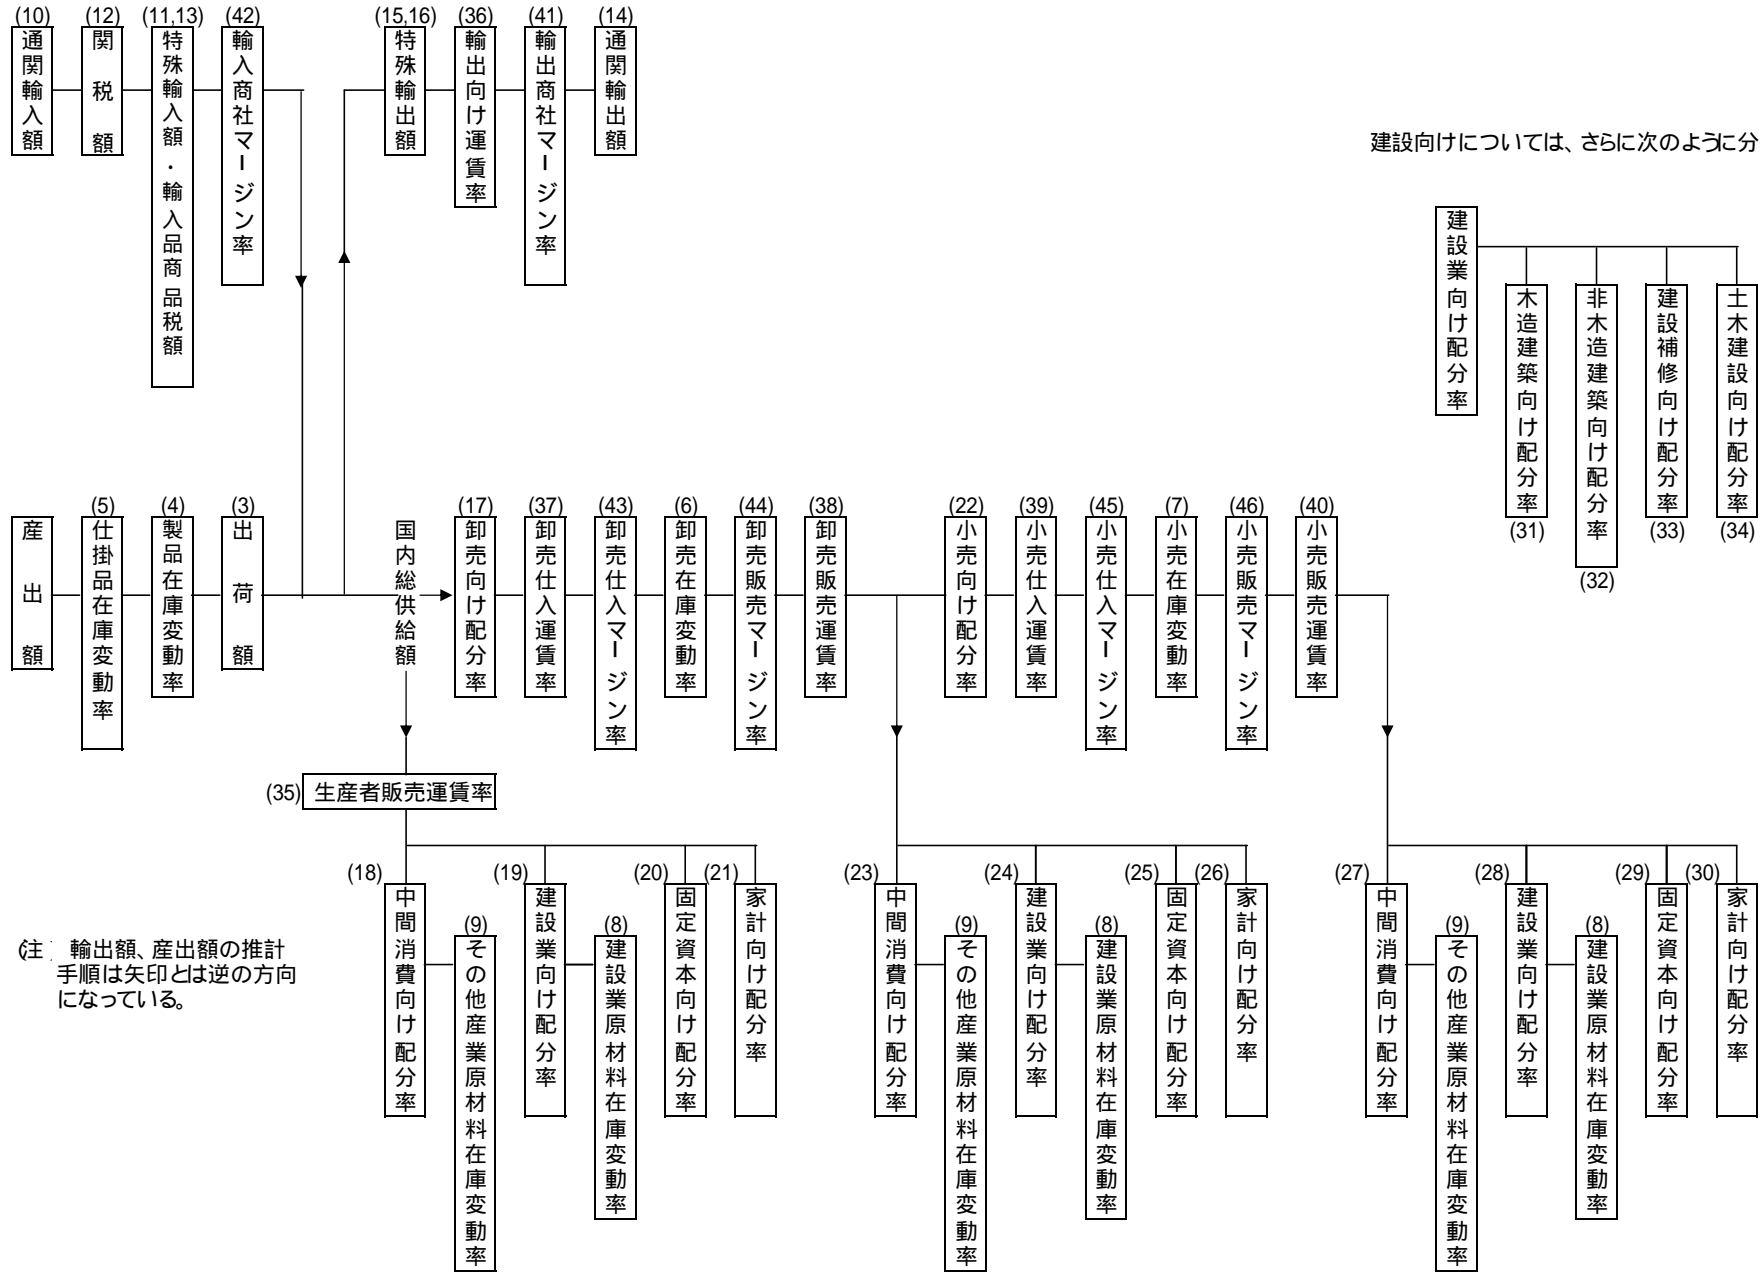 (10)
通関輸入額
(12)
関税額
(11,13)
特殊輸入額・輸入品商品税額
(42)
輸入商社マージン率
(15,16)
特殊輸出額
(36)
輸出向け運賃率
(41)
輸出商社マージン率
(14)
通関輸出額
建設向けについては、さらに次のように分
建設業向け配分率
木造建築向け配分率
(31)
非木造建築向け配分率
(32)
建設補修向け配分率
(33)
土木建設向け配分率
(34)
産出額
(5)
仕掛品在庫変動率
(4)
製品在庫変動率
(3)
出荷額
国内総供給額
(17)
卸売向け配分率
(37)
卸売仕入運賃率
(43)
卸売仕入マージン率
(6)
卸売在庫変動率
(44)
卸売販売マージン率
(38)
卸売販売運賃率
(22)
小売向け配分率
(39)
小売仕入運賃率
(45)
小売仕入マージン率
(7)
小売在庫変動率
(46)
小売販売マージン率
(40)
小売販売運賃率
(35)
生産者販売運賃率
(18)
中間消費向け配分率
(9)
その他産業原材料在庫変動率
(19)
建設業向け配分率
(8)
建設業原材料在庫変動率
(20)
固定資本向け配分率
(21)
家計向け配分率
(23)
中間消費向け配分率
(9)
その他産業原材料在庫変動率
(24)
建設業向け配分率
(8)
建設業原材料在庫変動率
(25)
固定資本向け配分率
(26)
家計向け配分率
(27)
中間消費向け配分率
(9)
その他産業原材料在庫変動率
(28)
建設業向け配分率
(8)
建設業原材料在庫変動率
(29)
固定資本向け配分率
(30)
家計向け配分率
(注) 輸出額、産出額の推計
手順は矢印とは逆の方向
になっている。